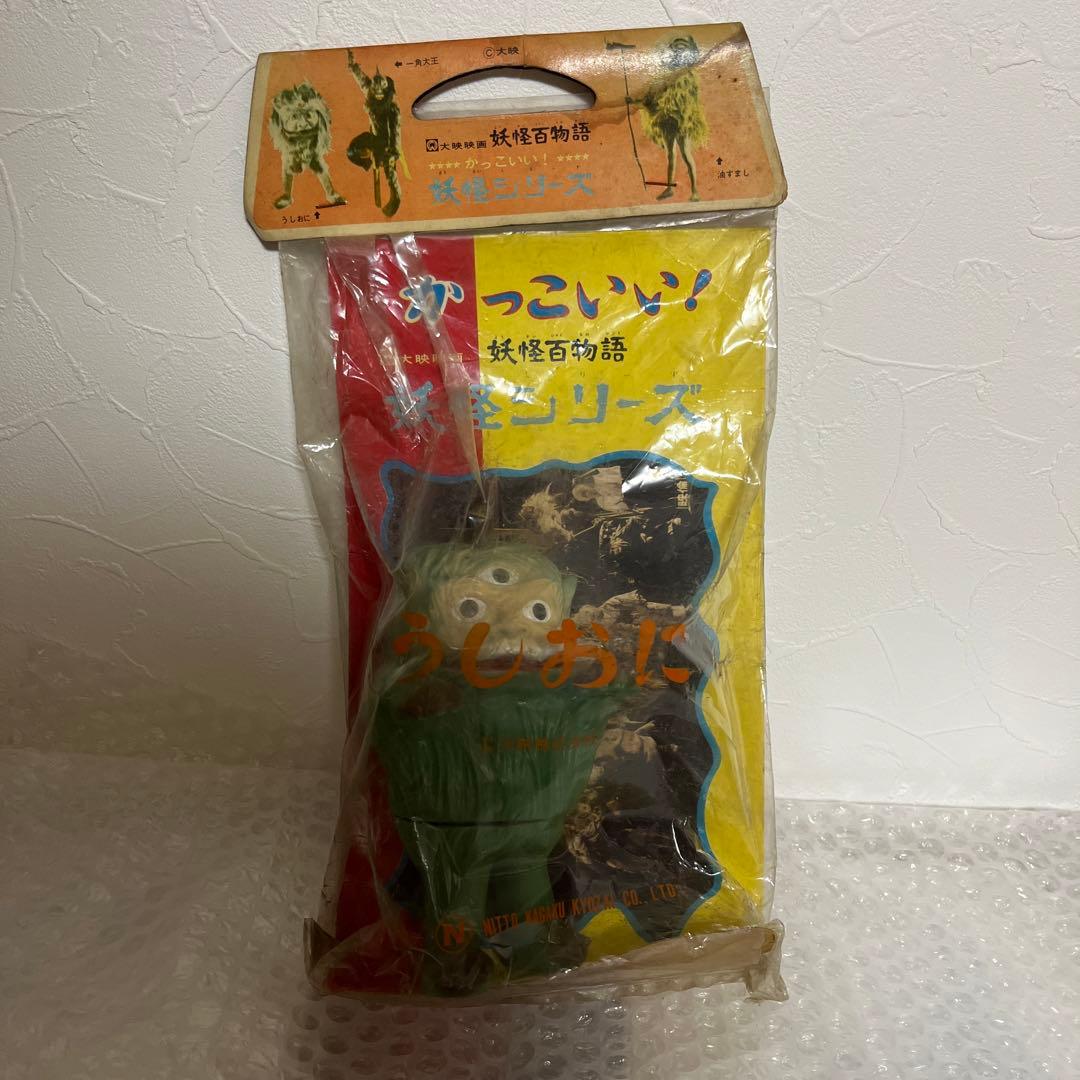 ©大映
←一角大王
大映映画 妖怪百物語
★★★★ かっこいい! ★★★★
妖怪シリーズ
うしおに↑
↑
油すまし
かっこいい!
大映映画 妖怪百物語
妖怪シリーズ
うしおに
N NITTO KAGAKU KYOZAI CO. LTD.